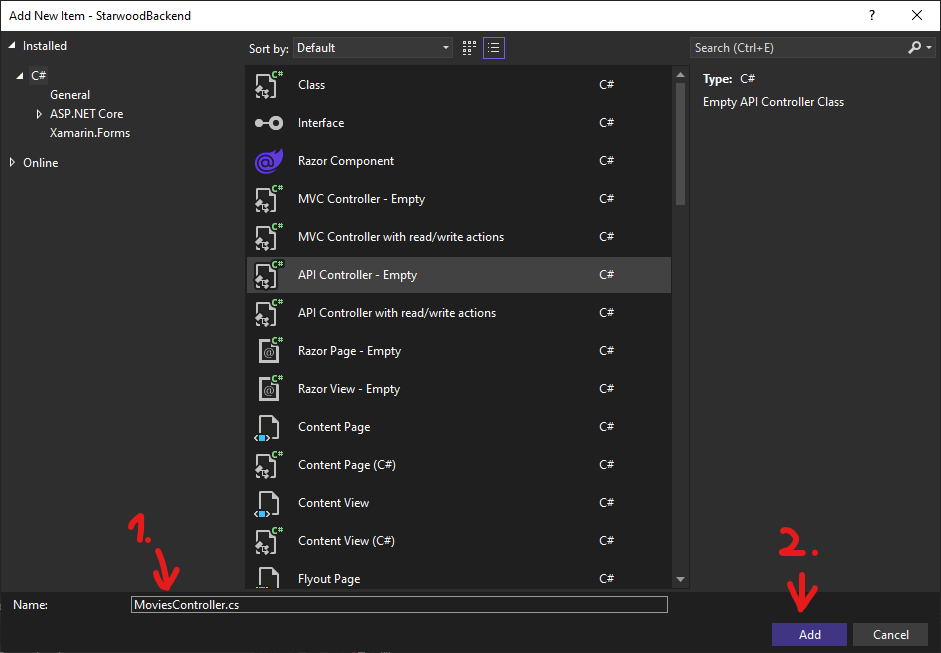 Add New Item - StarwoodBackend
?
Installed
C#
General
ASP.NET Core
Xamarin.Forms
Online
Sort by: Default
Class C#
Interface C#
Razor Component C#
MVC Controller - Empty C#
MVC Controller with read/write actions C#
API Controller - Empty C#
API Controller with read/write actions C#
Razor Page - Empty C#
Razor View - Empty C#
Content Page C#
Content Page (C#) C#
Content View C#
Content View (C#) C#
Flyout Page C#
Search (Ctrl+E)
Type: C#
Empty API Controller Class
1.
2.
Name: MoviesController.cs
Add Cancel